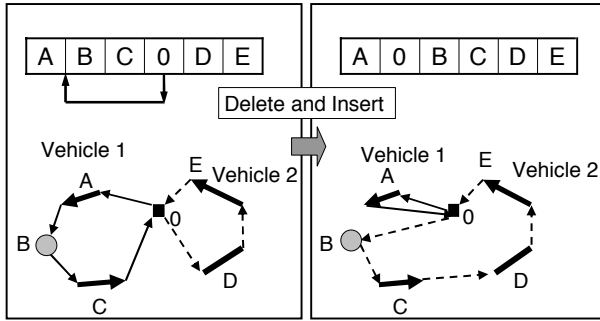 A B C 0 D E
A 0 B C D E
Delete and Insert
Vehicle 1
A
B
C
0
D
E
Vehicle 2
Vehicle 1
A
B
C
0
D
E
Vehicle 2